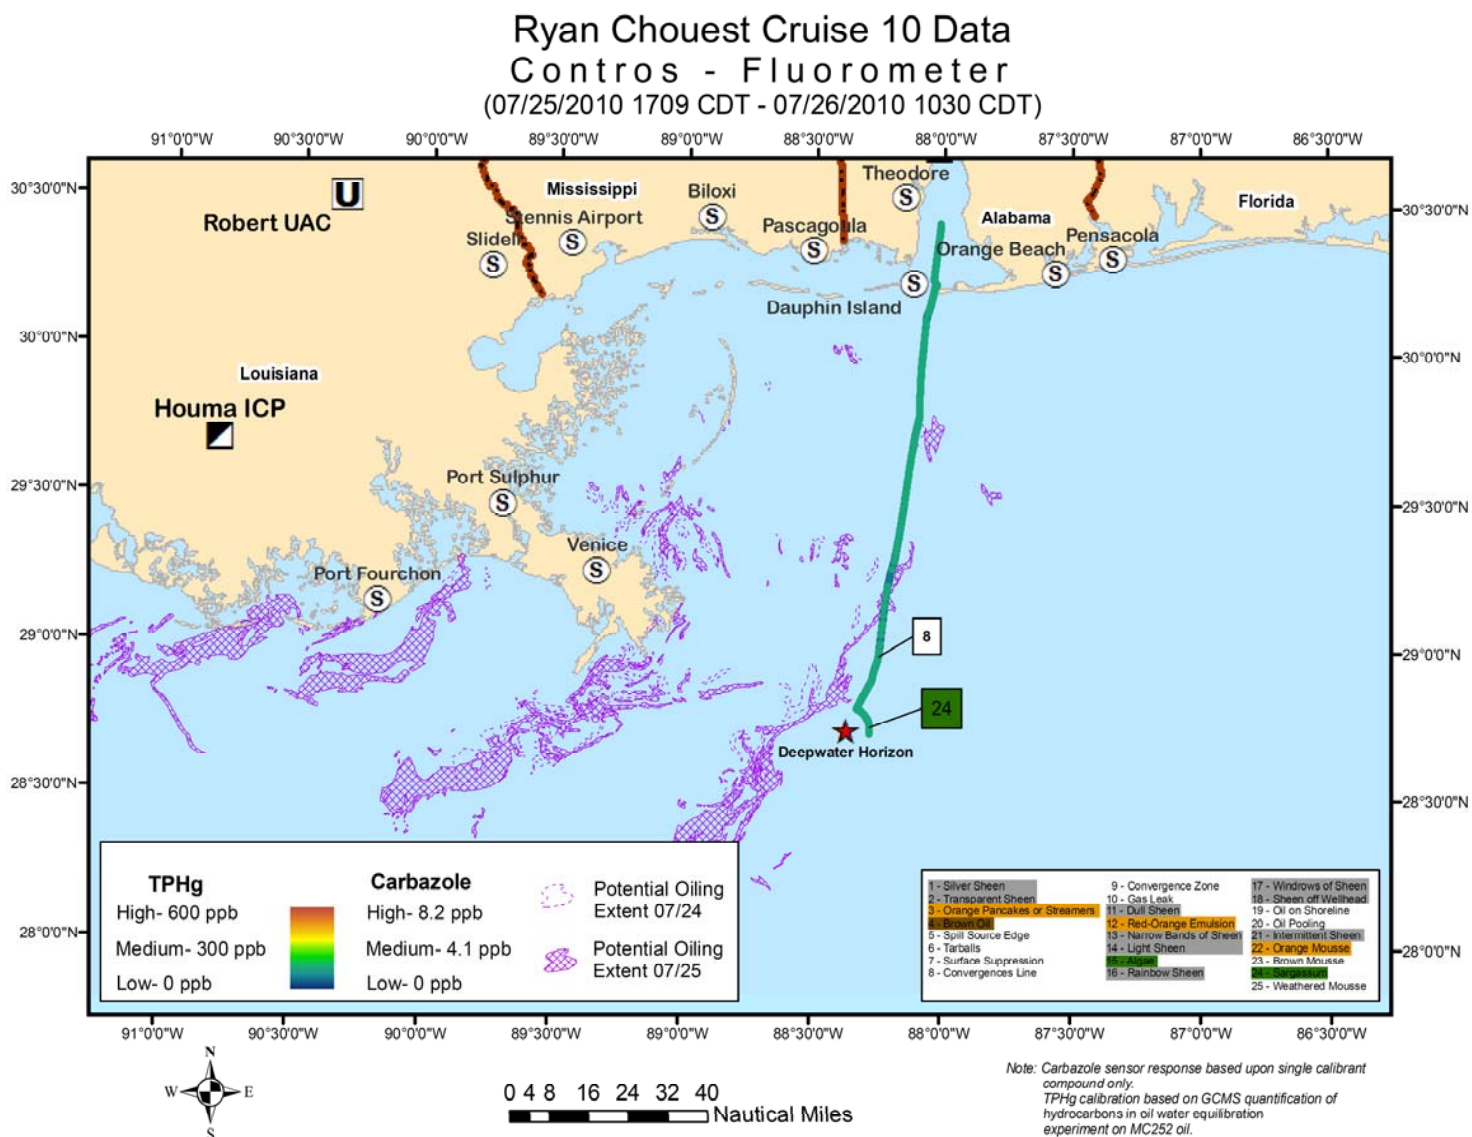 Ryan Chouest Cruise 10 Data
Contros - Fluorometer
(07/25/2010 1709 CDT - 07/26/2010 1030 CDT)
91°0'0"W 90°30'0"W 90°0'0"W 89°30'0"W 89°0'0"W 88°30'0"W 88°0'0"W 87°30'0"W 87°0'0"W 86°30'0"W
30°30'0"N
30°0'0"N
29°30'0"N
29°0'0"N
28°30'0"N
28°0'0"N
30°30'0"N
30°0'0"N
29°30'0"N
29°0'0"N
28°30'0"N
28°0'0"N
U
Robert UAC
Mississippi
Biloxi
S
Theodore
S
Alabama
Florida
Stennis Airport
S
Slidell
S
Pascagoula
S
Orange Beach
S
Pensacola
S
Dauphin Island
S
Louisiana
Houma ICP
Port Sulphur
S
Venice
S
Port Fourchon
S
8
24
Deepwater Horizon
TPHg
High- 600 ppb
Medium- 300 ppb
Low- 0 ppb
Carbazole
High- 8.2 ppb
Medium- 4.1 ppb
Low- 0 ppb
Potential Oiling
Extent 07/24
Potential Oiling
Extent 07/25
1 - Silver Sheen
2 - Transparent Sheen
3 - Orange Pancakes or Streamers
4 - Brown Oil
5 - Spill Source Edge
6 - Tarballs
7 - Surface Suppression
8 - Convergences Line
9 - Convergence Zone
10 - Gas Leak
11 - Dull Sheen
12 - Red-Orange Emulsion
13 - Narrow Bands of Sheen
14 - Light Sheen
15 - Algae
16 - Rainbow Sheen
17 - Windrows of Sheen
18 - Sheen off Wellhead
19 - Oil on Shoreline
20 - Oil Pooling
21 - Intermittent Sheen
22 - Orange Mousse
23 - Brown Mousse
24 - Sargassum
25 - Weathered Mousse
91°0'0"W 90°30'0"W 90°0'0"W 89°30'0"W 89°0'0"W 88°30'0"W 88°0'0"W 87°30'0"W 87°0'0"W 86°30'0"W
N
W E
S
0 4 8 16 24 32 40
Nautical Miles
Note: Carbazole sensor response based upon single calibrant
compound only.
TPHg calibration based on GCMS quantification of
hydrocarbons in oil water equilibration
experiment on MC252 oil.